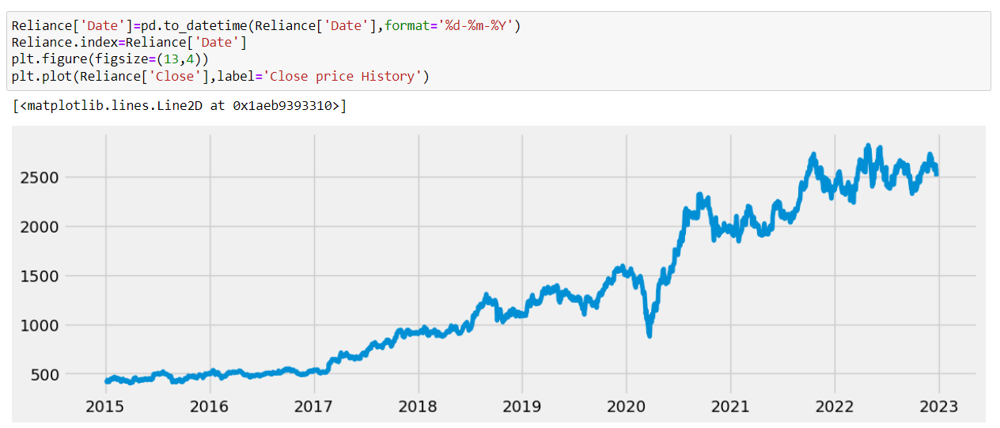 Reliance['Date']=pd.to_datetime(Reliance['Date'],format='%d-%m-%Y')
Reliance.index=Reliance['Date']
plt.figure(figsize=(13,4))
plt.plot(Reliance['Close'],label='Close price History')
[<matplotlib.lines.Line2D at 0x1aeb9393310>]
2500
2000
1500
1000
500
2015 2016 2017 2018 2019 2020 2021 2022 2023